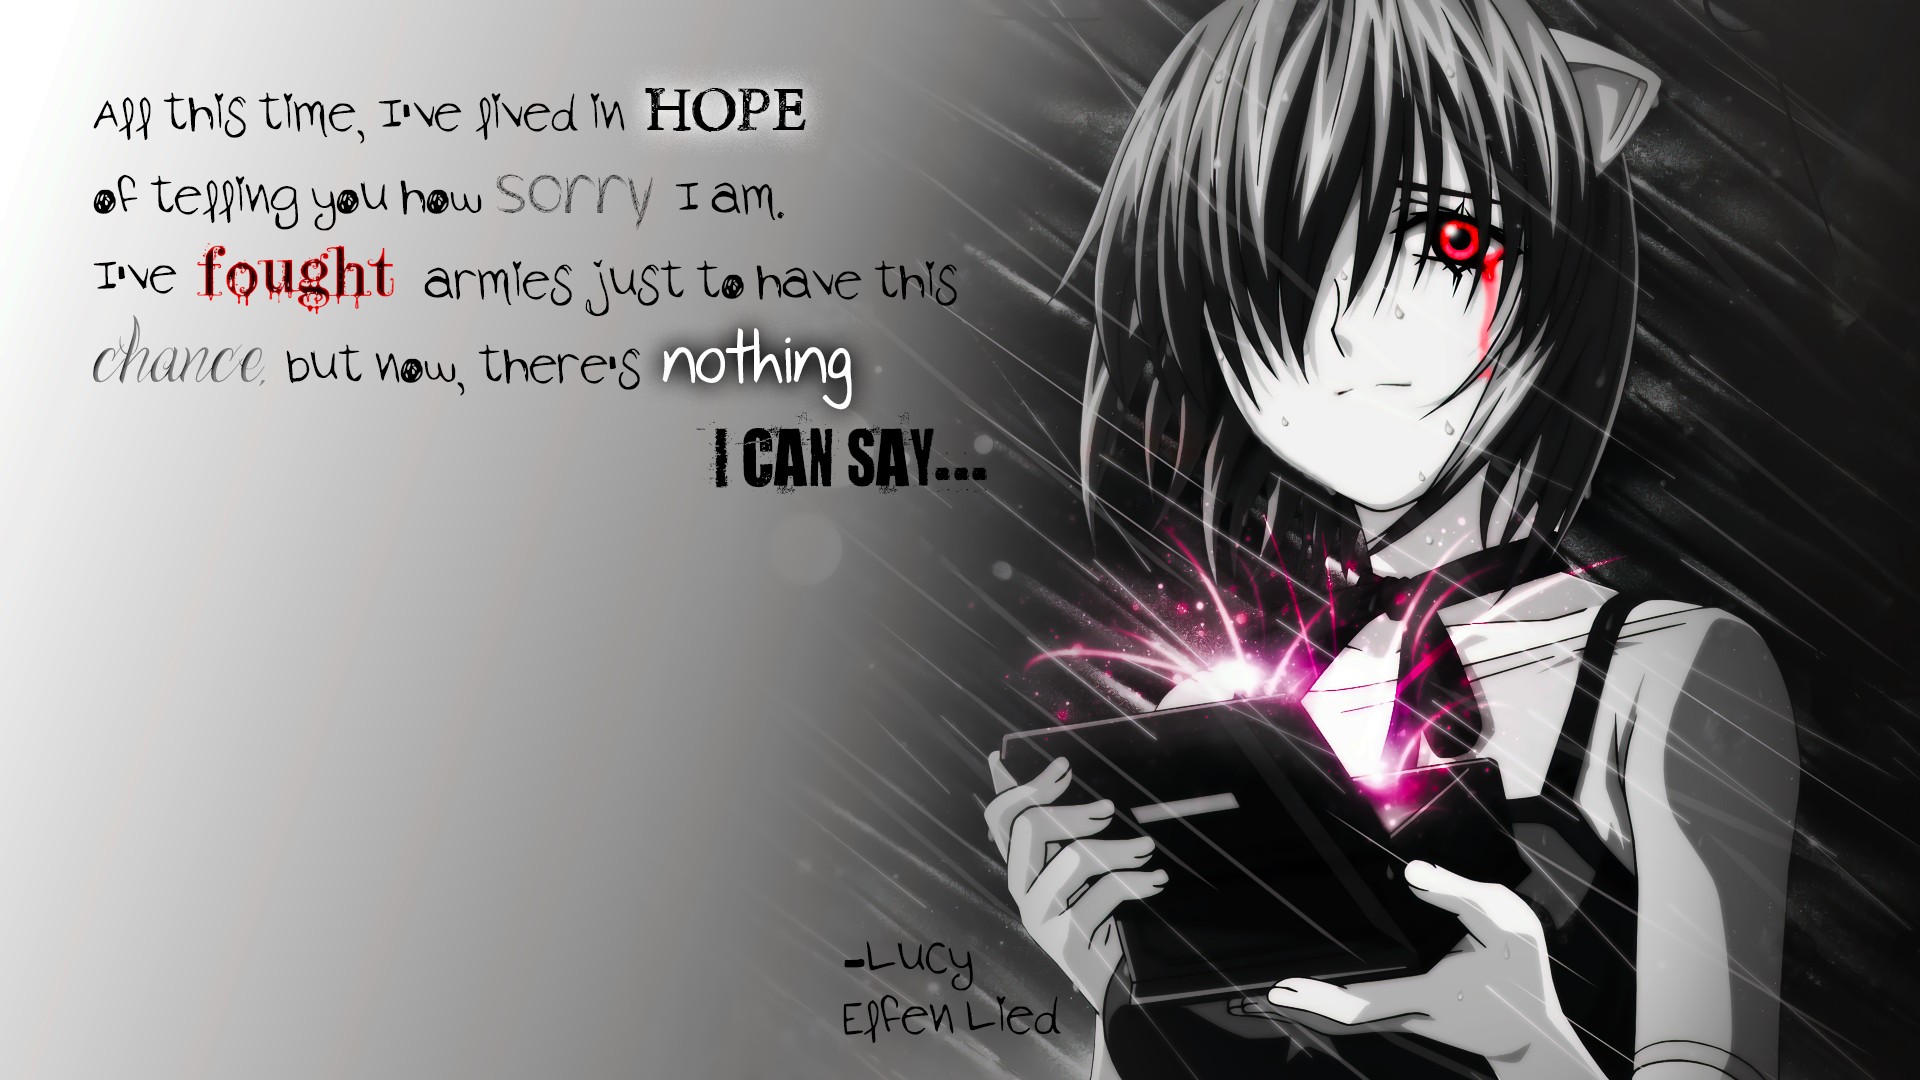 All this time, I've lived in HOPE
of telling you how sorry I am.
I've fought armies just to have this
chance, but now, there's nothing
I CAN SAY...
-Lucy
Elfen Lied